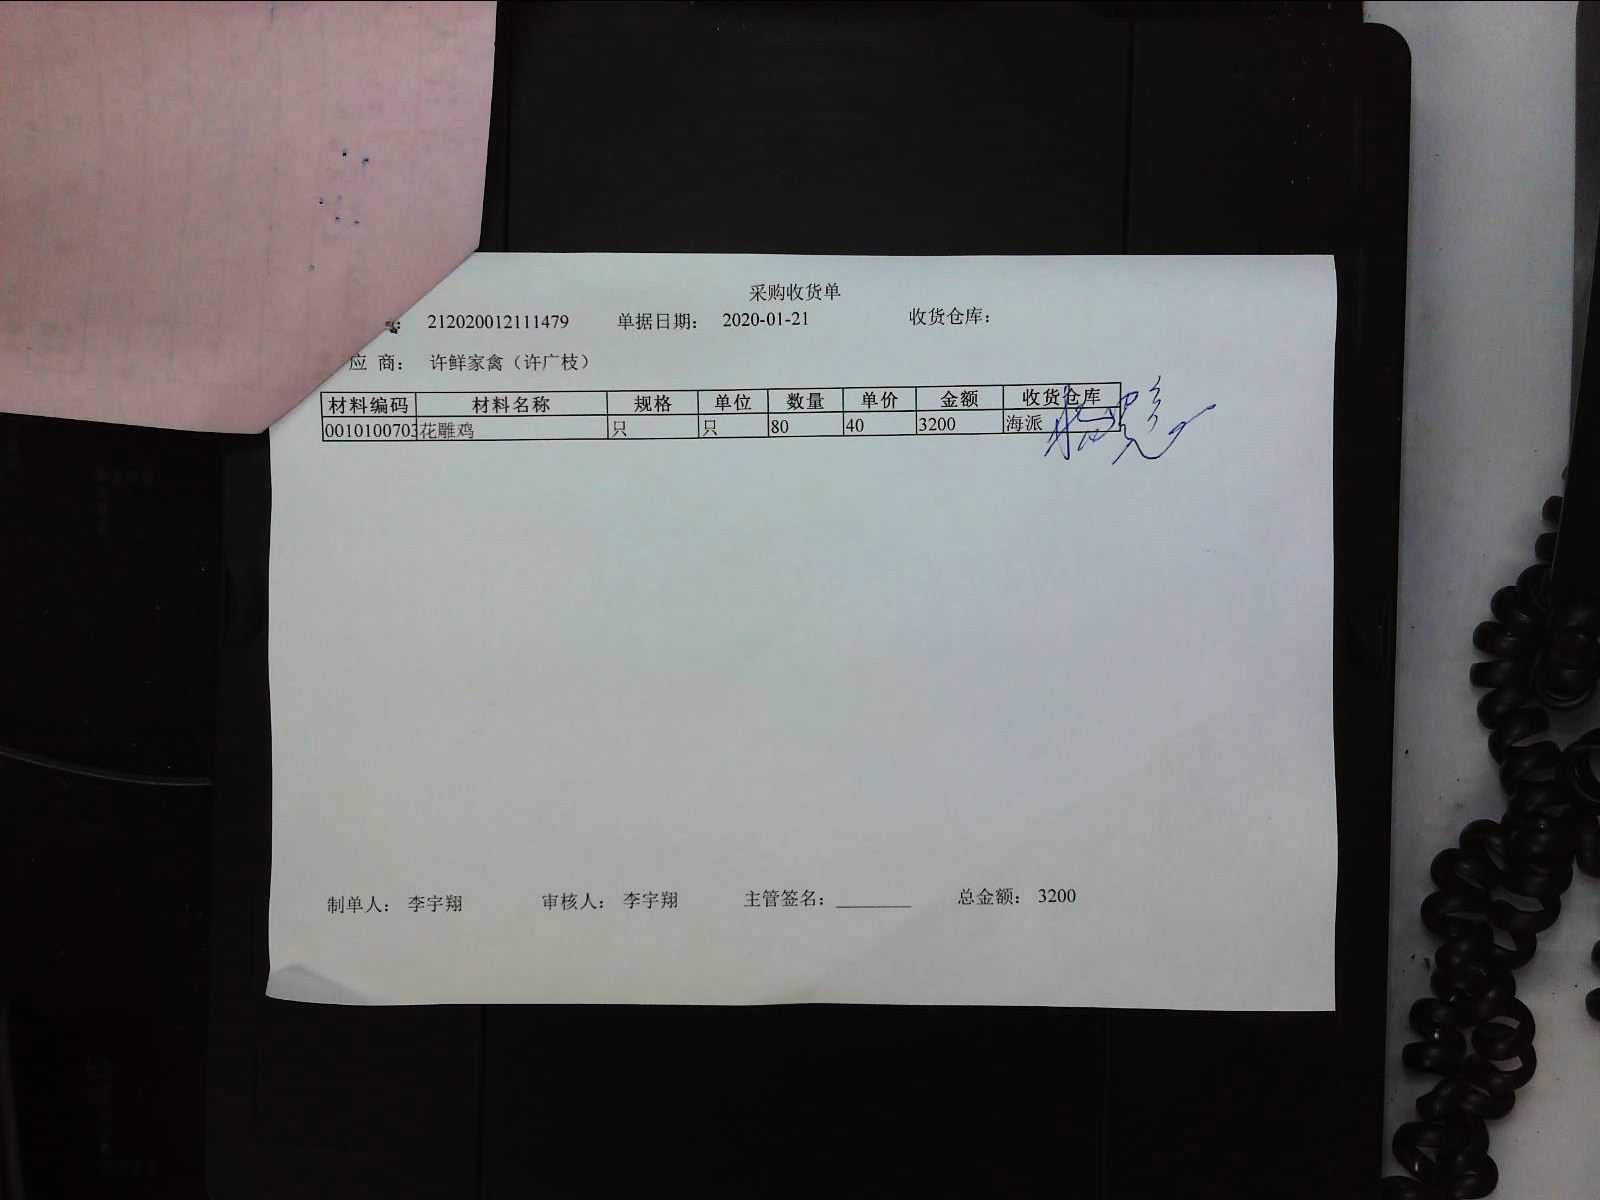 采购收货单
212020012111479 单据日期: 2020-01-21 收货仓库:
应 商: 许鲜家禽（许广枝）
材料编码 材料名称 规格 单位 数量 单价 金额 收货仓库
0010100703 花雕鸡 只 只 80 40 3200 海派
制单人: 李宇翔 审核人: 李宇翔 主管签名: ________ 总金额: 3200